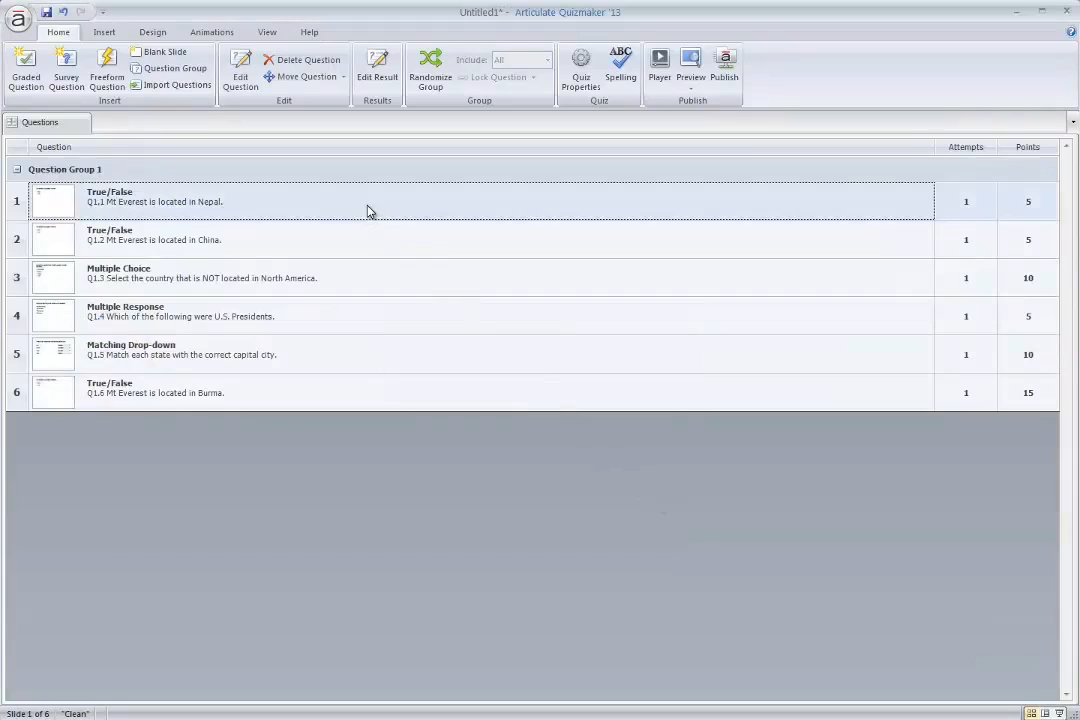 Untitled1* - Articulate Quizmaker '13
Home Insert Design Animations View Help
Graded Question
Survey Question
Freeform Question
Blank Slide
Question Group
Import Questions
Insert
Edit Question
Delete Question
Move Question
Edit
Edit Result
Results
Randomize Group
Include: All
Lock Question
Group
Quiz Properties
ABC
Spelling
Quiz
Player
Preview
Publish
Publish
Questions
Question Attempts Points
Question Group 1
1 True/False 1 5
Q1.1 Mt Everest is located in Nepal.
2 True/False 1 5
Q1.2 Mt Everest is located in China.
3 Multiple Choice 1 10
Q1.3 Select the country that is NOT located in North America.
4 Multiple Response 1 5
Q1.4 Which of the following were U.S. Presidents.
5 Matching Drop-down 1 10
Q1.5 Match each state with the correct capital city.
6 True/False 1 15
Q1.6 Mt Everest is located in Burma.
Slide 1 of 6 "Clean"